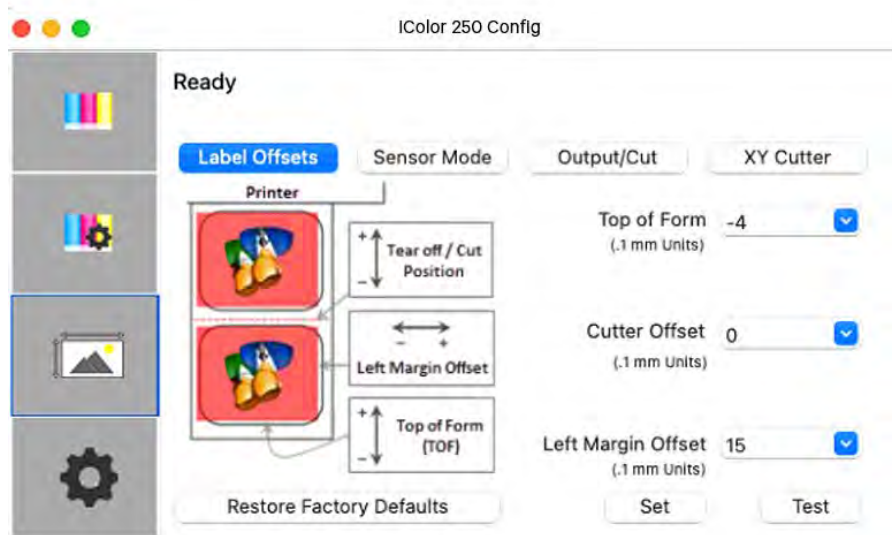 IColor 250 Config
Ready
Label Offsets
Sensor Mode
Output/Cut
XY Cutter
Printer
+
Tear off / Cut
Position
–
– +
Left Margin Offset
+
Top of Form
(TOF)
–
Top of Form
(.1 mm Units)
-4
Cutter Offset
(.1 mm Units)
0
Left Margin Offset
(.1 mm Units)
15
Restore Factory Defaults
Set
Test